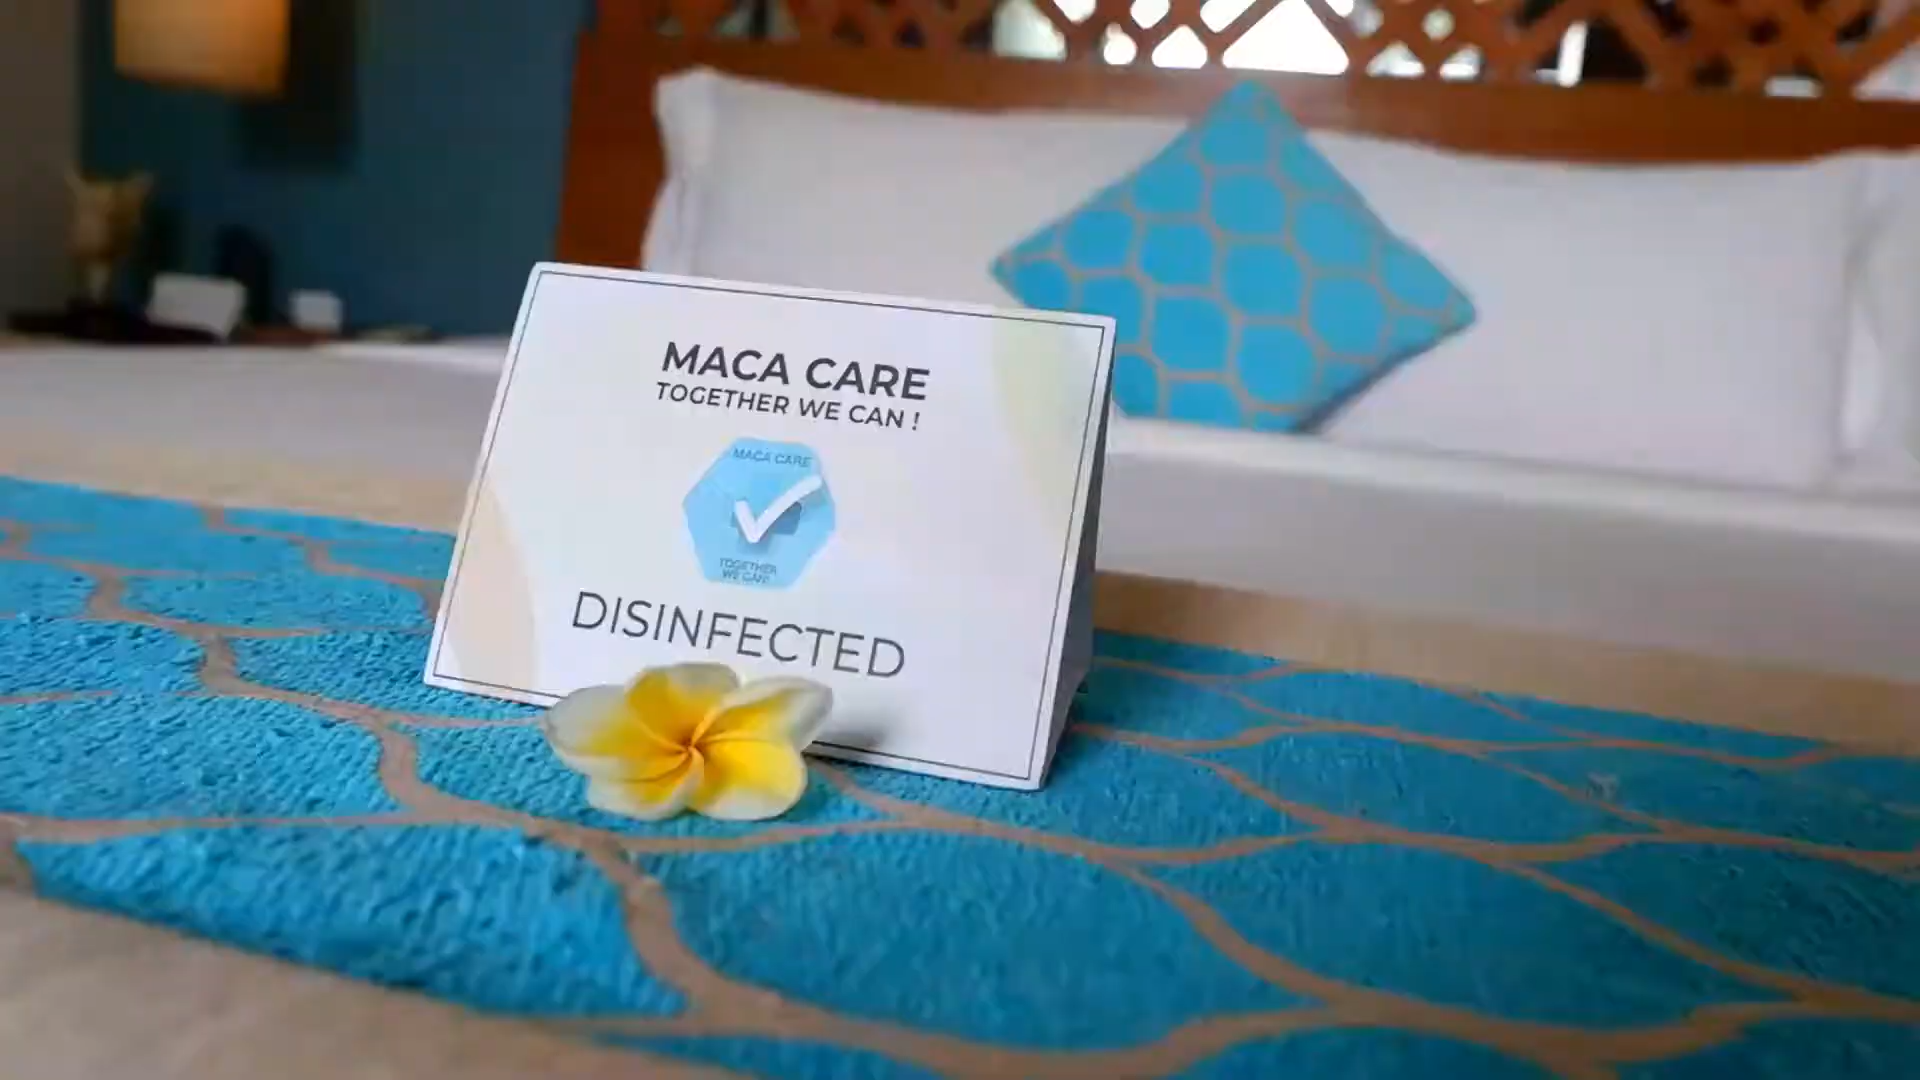 MACA CARE
TOGETHER WE CAN !
MACA CARE
TOGETHER
WE CAN!
DISINFECTED